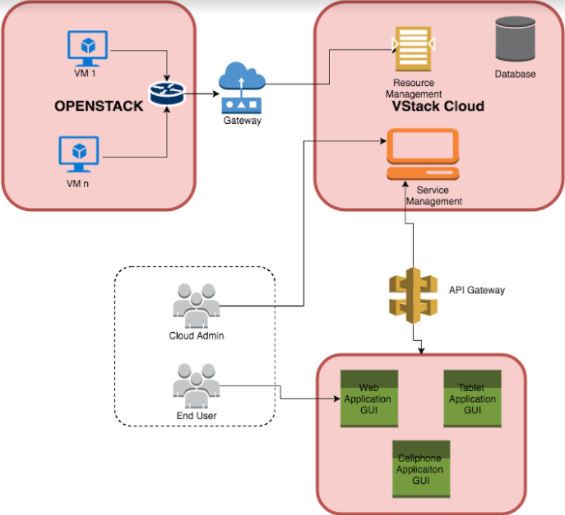 VM 1
OPENSTACK
VM n
Gateway
Resource
Management
VStack Cloud
Database
Service
Management
API Gateway
Cloud Admin
End User
Web
Application
GUI
Tablet
Application
GUI
Cellphone
Applicaiton
GUI